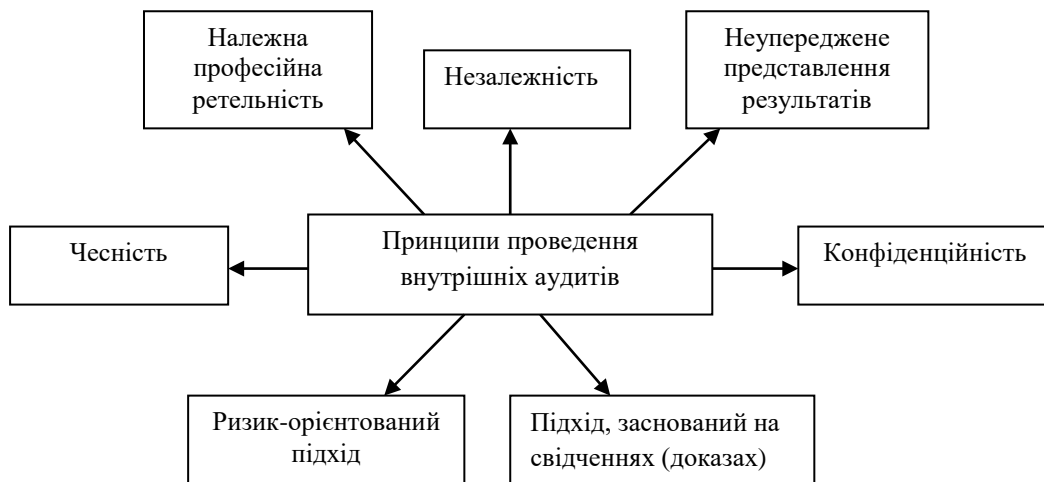 Належна
професійна
ретельність
Незалежність
Неупереджене
представлення
результатів
Чесність
Принципи проведення
внутрішніх аудитів
Конфіденційність
Ризик-орієнтований
підхід
Підхід, заснований на
свідченнях (доказах)